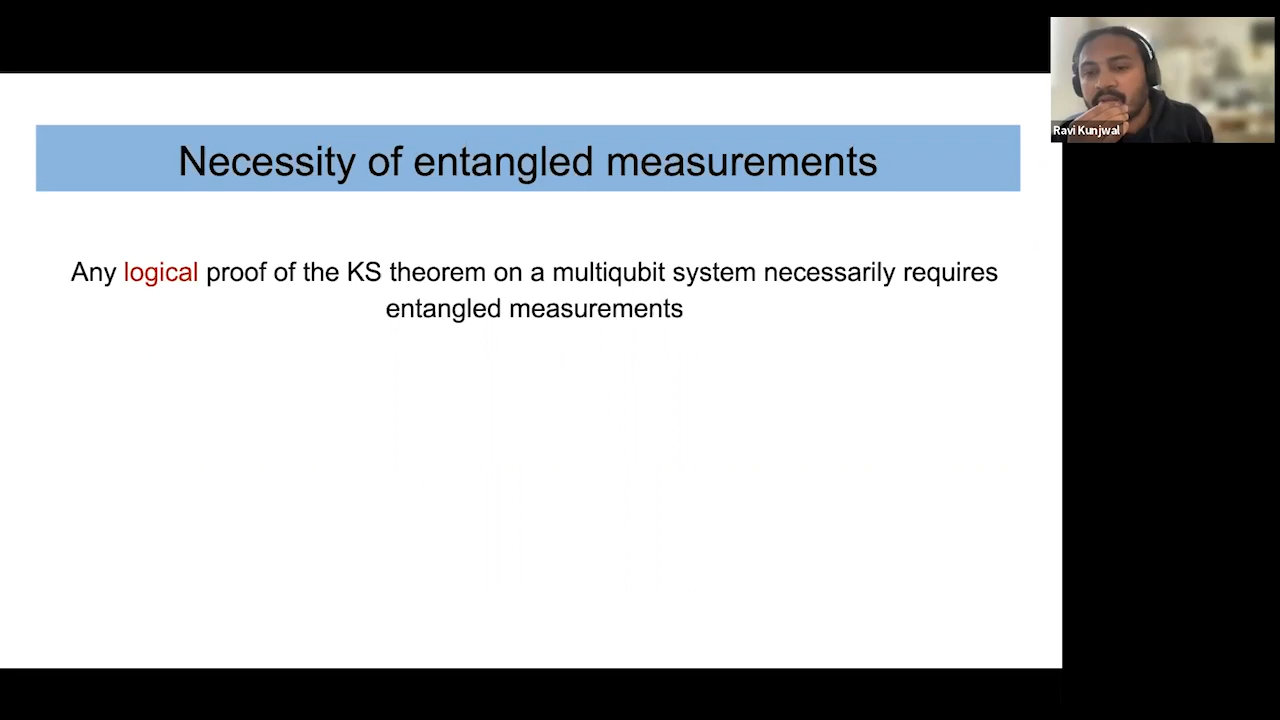 Necessity of entangled measurements
Any logical proof of the KS theorem on a multiqubit system necessarily requires
entangled measurements
Ravi Kunjwal